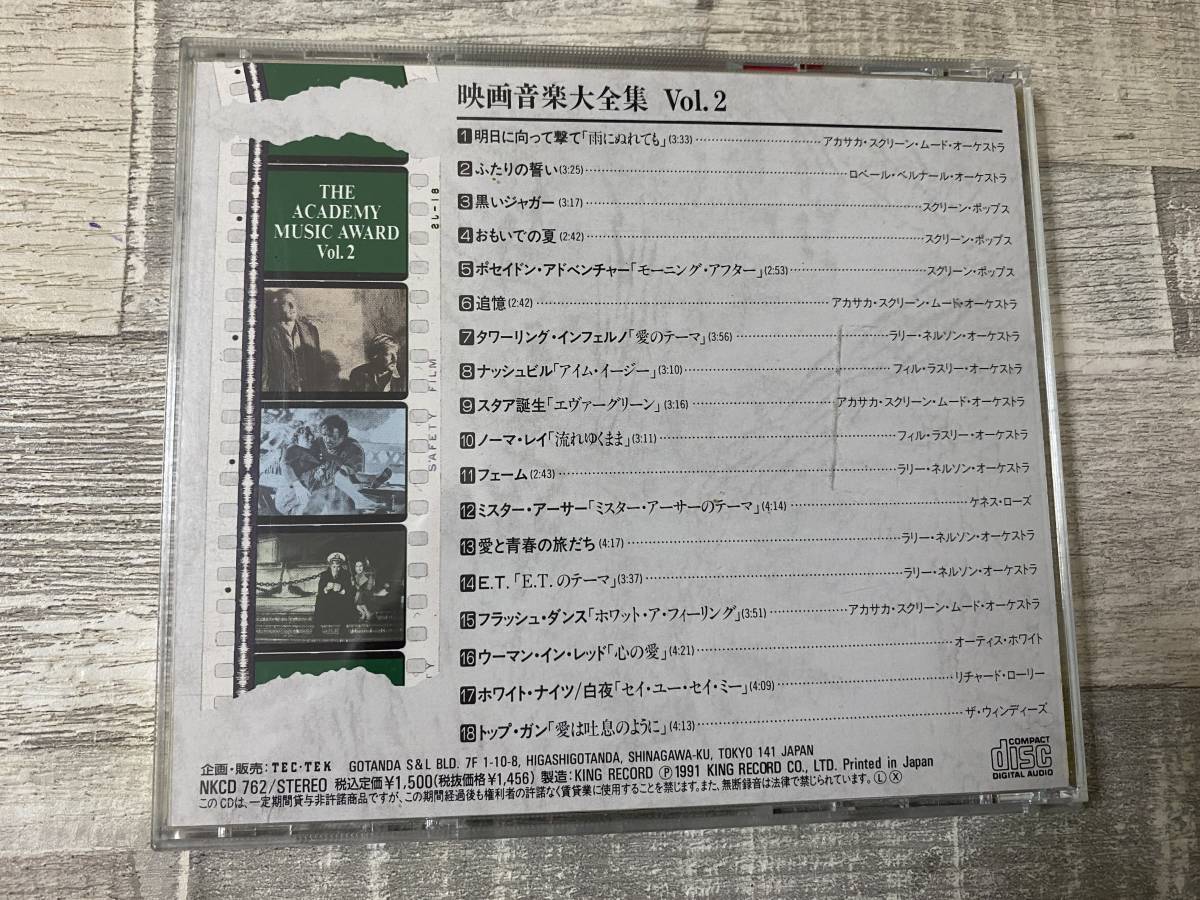 映画音楽大全集 Vol.2
THE
ACADEMY
MUSIC AWARD
Vol.2
SAFETY FILM
1 明日に向って撃て「雨にぬれても」(3:33) アカサカ・スクリーン・ムード・オーケストラ
2 ふたりの誓い(3:25) ロベール・ベルナール・オーケストラ
3 黒いジャガー(3:17) スクリーン・ポップス
4 おもいでの夏(2:42) スクリーン・ポップス
5 ポセイドン・アドベンチャー「モーニング・アフター」(2:53) スクリーン・ポップス
6 追憶(2:42) アカサカ・スクリーン・ムード・オーケストラ
7 タワーリング・インフェルノ「愛のテーマ」(3:56) ラリー・ネルソン・オーケストラ
8 ナッシュビル「アイム・イージー」(3:10) フィル・ラスリー・オーケストラ
9 スタア誕生「エヴァーグリーン」(3:16) アカサカ・スクリーン・ムード・オーケストラ
10 ノーマ・レイ「流れゆくまま」(3:11) フィル・ラスリー・オーケストラ
11 フェーム(2:43) ラリー・ネルソン・オーケストラ
12 ミスター・アーサー「ミスター・アーサーのテーマ」(4:14) ケネス・ローズ
13 愛と青春の旅だち(4:17) ラリー・ネルソン・オーケストラ
14 E.T.「E.T.のテーマ」(3:37) ラリー・ネルソン・オーケストラ
15 フラッシュ・ダンス「ホワット・ア・フィーリング」(3:51) アカサカ・スクリーン・ムード・オーケストラ
16 ウーマン・イン・レッド「心の愛」(4:21) オーティス・ホワイト
17 ホワイト・ナイツ/白夜「セイ・ユー・セイ・ミー」(4:09) リチャード・ローリー
18 トップ・ガン「愛は吐息のように」(4:13) ザ・ウィンディーズ
COMPACT
disc
DIGITAL AUDIO
企画・販売：TEC・TEK GOTANDA S&L BLD. 7F 1-10-8, HIGASHIGOTANDA, SHINAGAWA-KU, TOKYO 141 JAPAN
NKCD 762/STEREO 税込定価¥1,500(税抜価格¥1,456) 製造：KING RECORD Ⓟ1991 KING RECORD CO., LTD. Printed in Japan
このCDは、一定期間貸与非許諾商品ですが、この期間経過後も権利者の許諾なく賃貸業に使用することを禁じます。また、無断録音は法律で禁じられています。Ⓛ Ⓧ